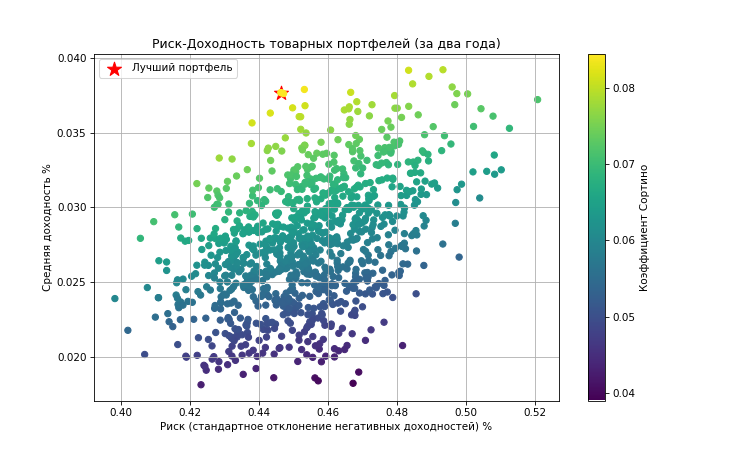 Риск-Доходность товарных портфелей (за два года)
Лучший портфель
Средняя доходность %
0.040
0.035
0.030
0.025
0.020
0.40 0.42 0.44 0.46 0.48 0.50 0.52
Риск (стандартное отклонение негативных доходностей) %
0.08
0.07
0.06
0.05
0.04
Коэффициент Сортино